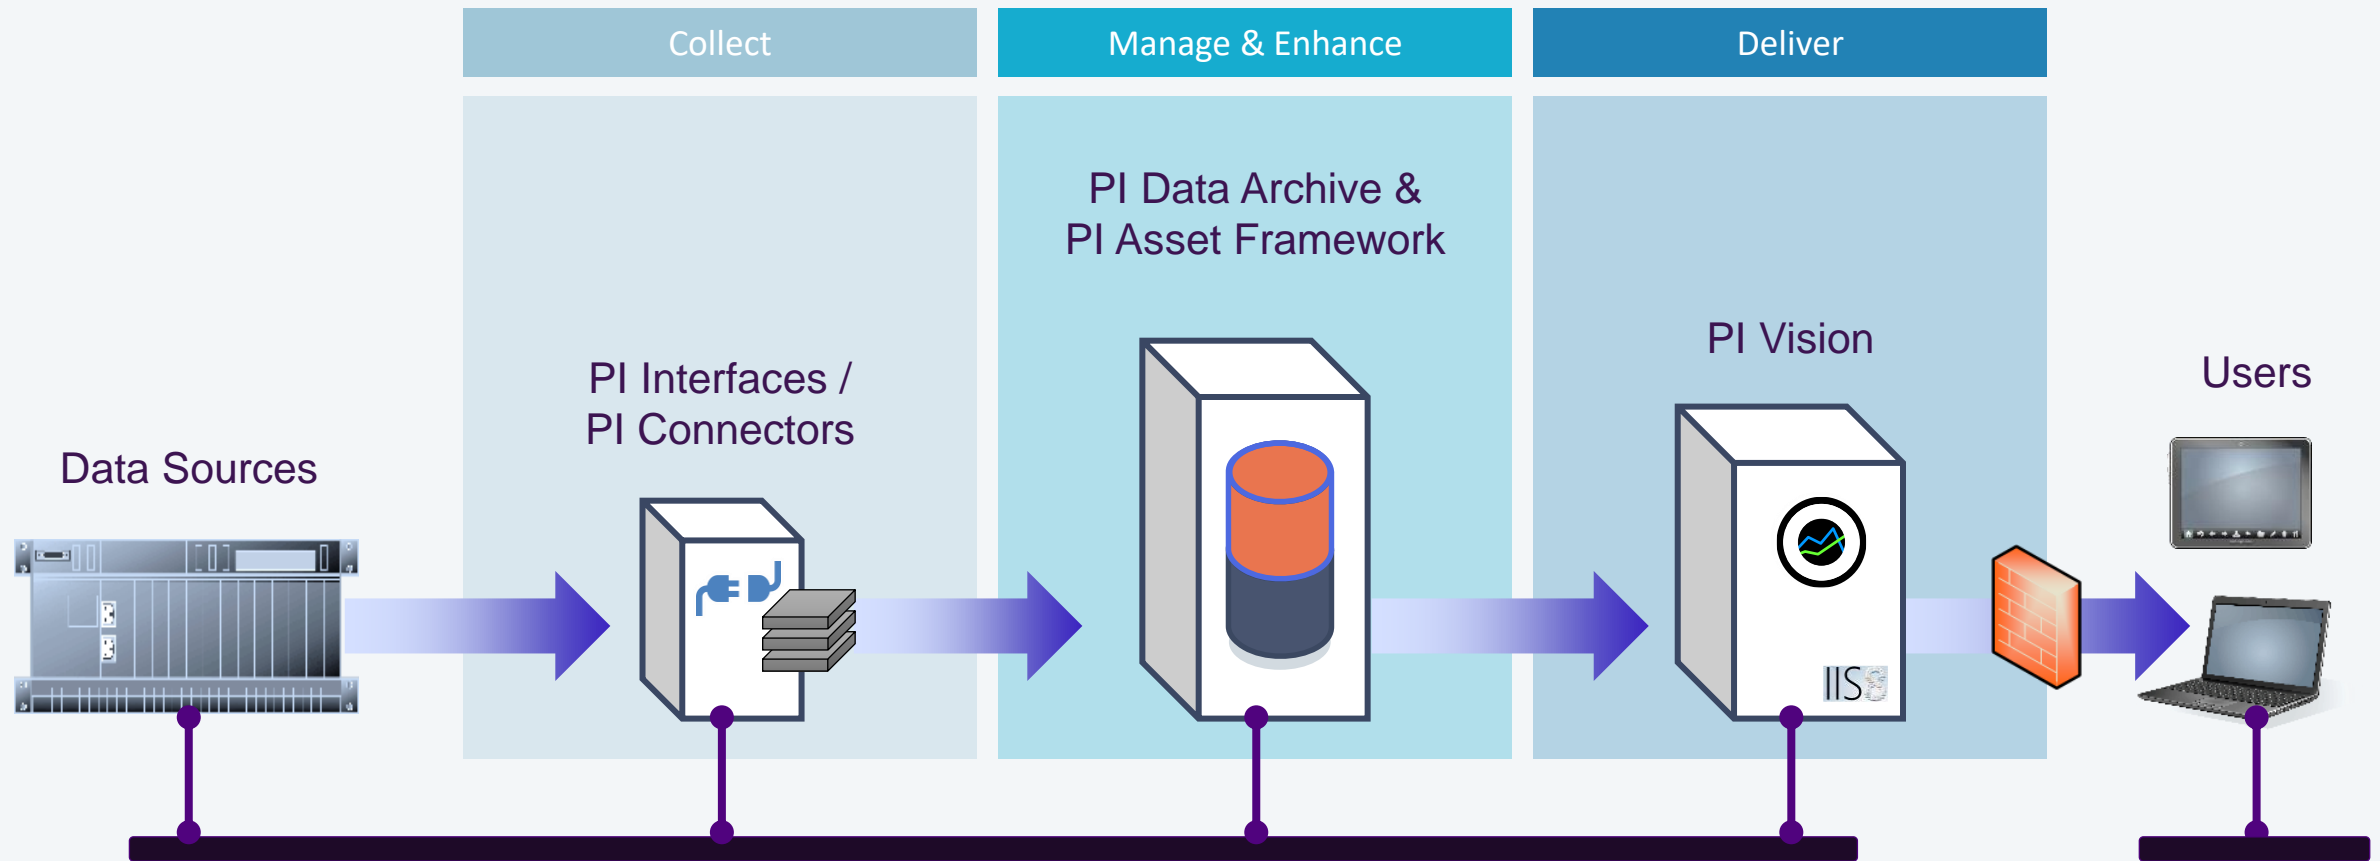 Collect
Manage & Enhance
Deliver
PI Data Archive &
PI Asset Framework
PI Vision
PI Interfaces /
PI Connectors
Users
Data Sources
IIS8